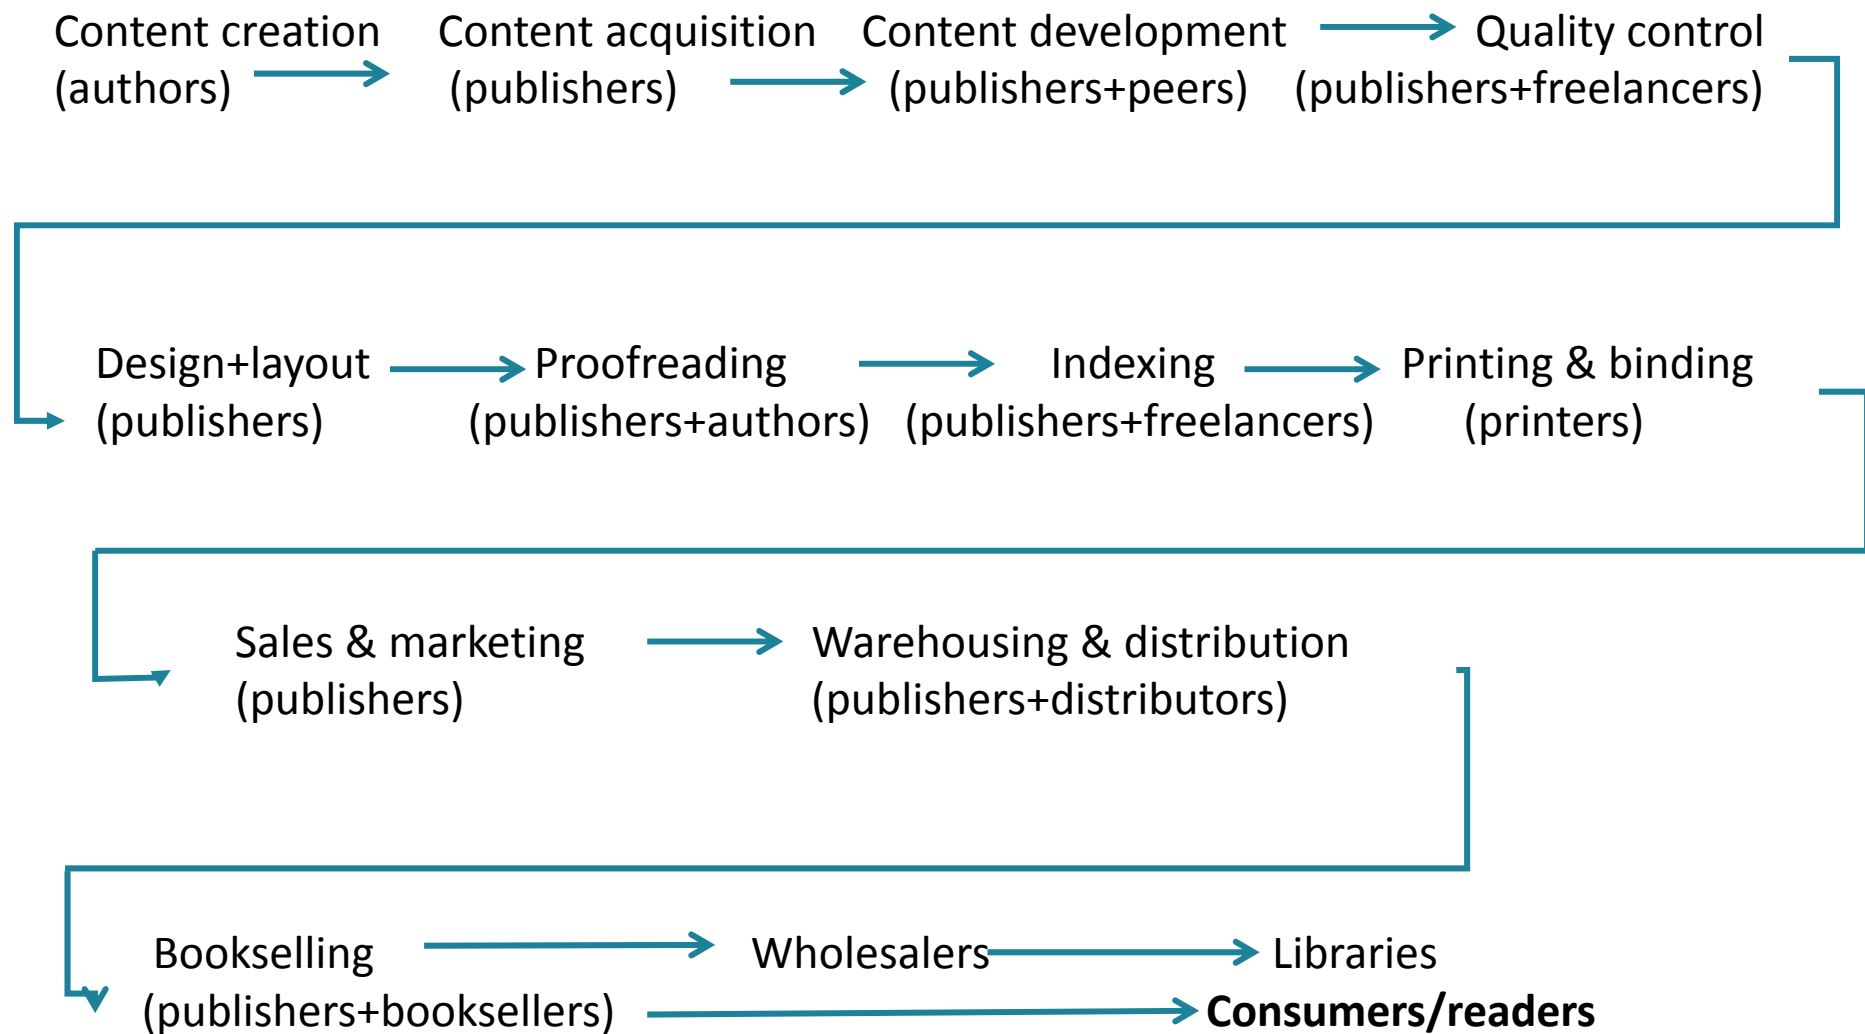 Content creation
(authors)
Content acquisition
(publishers)
Content development
(publishers+peers)
Quality control
(publishers+freelancers)
Design+layout
(publishers)
Proofreading
(publishers+authors)
Indexing
(publishers+freelancers)
Printing & binding
(printers)
Sales & marketing
(publishers)
Warehousing & distribution
(publishers+distributors)
Bookselling
(publishers+booksellers)
Wholesalers
Libraries
Consumers/readers